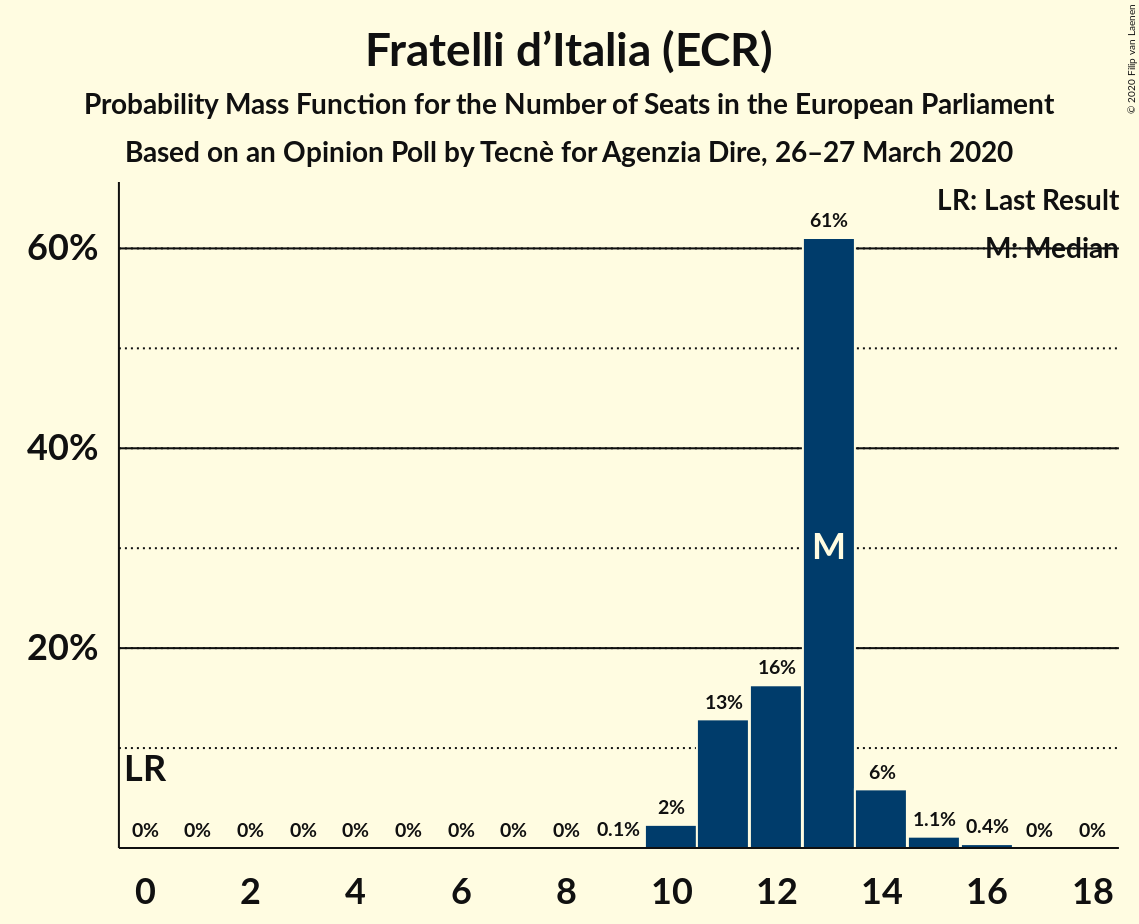 Fratelli d’Italia (ECR)
Probability Mass Function for the Number of Seats in the European Parliament
Based on an Opinion Poll by Tecnè for Agenzia Dire, 26–27 March 2020
© 2020 Filip van Laenen
LR: Last Result
M: Median
60%
40%
20%
61%
M
16%
13%
LR
6%
2%
1.1%
0.4%
0% 0% 0% 0% 0% 0% 0% 0% 0% 0.1% 0% 0%
0 2 4 6 8 10 12 14 16 18